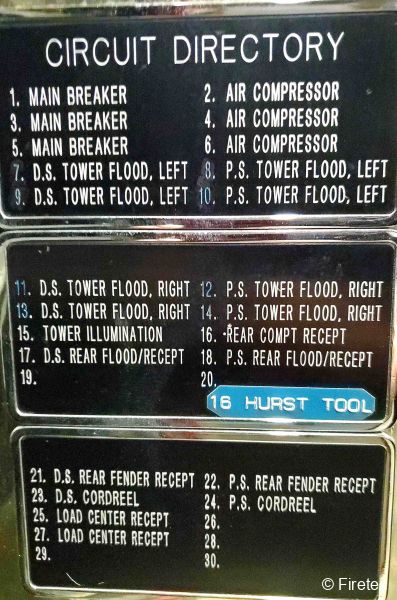 CIRCUIT DIRECTORY
1. MAIN BREAKER 2. AIR COMPRESSOR
3. MAIN BREAKER 4. AIR COMPRESSOR
5. MAIN BREAKER 6. AIR COMPRESSOR
7. D.S. TOWER FLOOD, LEFT 8. P.S. TOWER FLOOD, LEFT
9. D.S. TOWER FLOOD, LEFT 10. P.S. TOWER FLOOD, LEFT
11. D.S. TOWER FLOOD, RIGHT 12. P.S. TOWER FLOOD, RIGHT
13. D.S. TOWER FLOOD, RIGHT 14. P.S. TOWER FLOOD, RIGHT
15. TOWER ILLUMINATION 16. REAR COMPT RECEPT
17. D.S. REAR FLOOD/RECEPT 18. P.S. REAR FLOOD/RECEPT
19. 20.
16 HURST TOOL
21. D.S. REAR FENDER RECEPT 22. P.S. REAR FENDER RECEPT
23. D.S. CORDREEL 24. P.S. CORDREEL
25. LOAD CENTER RECEPT 26.
27. LOAD CENTER RECEPT 28.
29. 30.